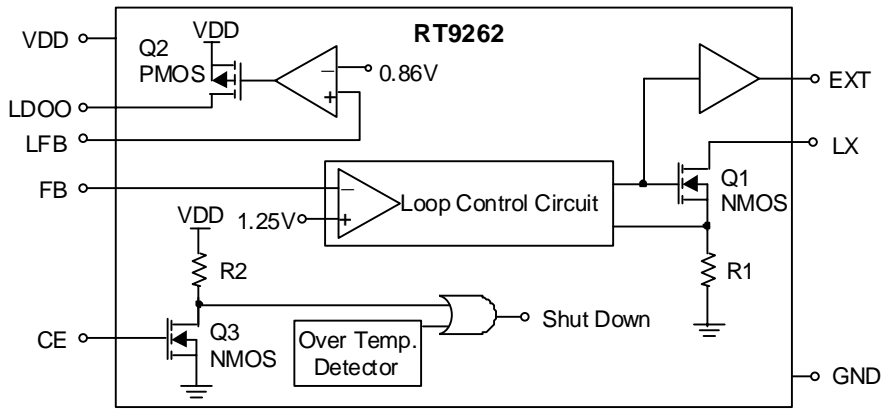 RT9262
VDD
Q2
PMOS
VDD
−
+
0.86V
EXT
LDOO
LFB
LX
FB
−
+
1.25V
Loop Control Circuit
Q1
NMOS
VDD
R2
R1
CE
Q3
NMOS
Over Temp.
Detector
Shut Down
GND